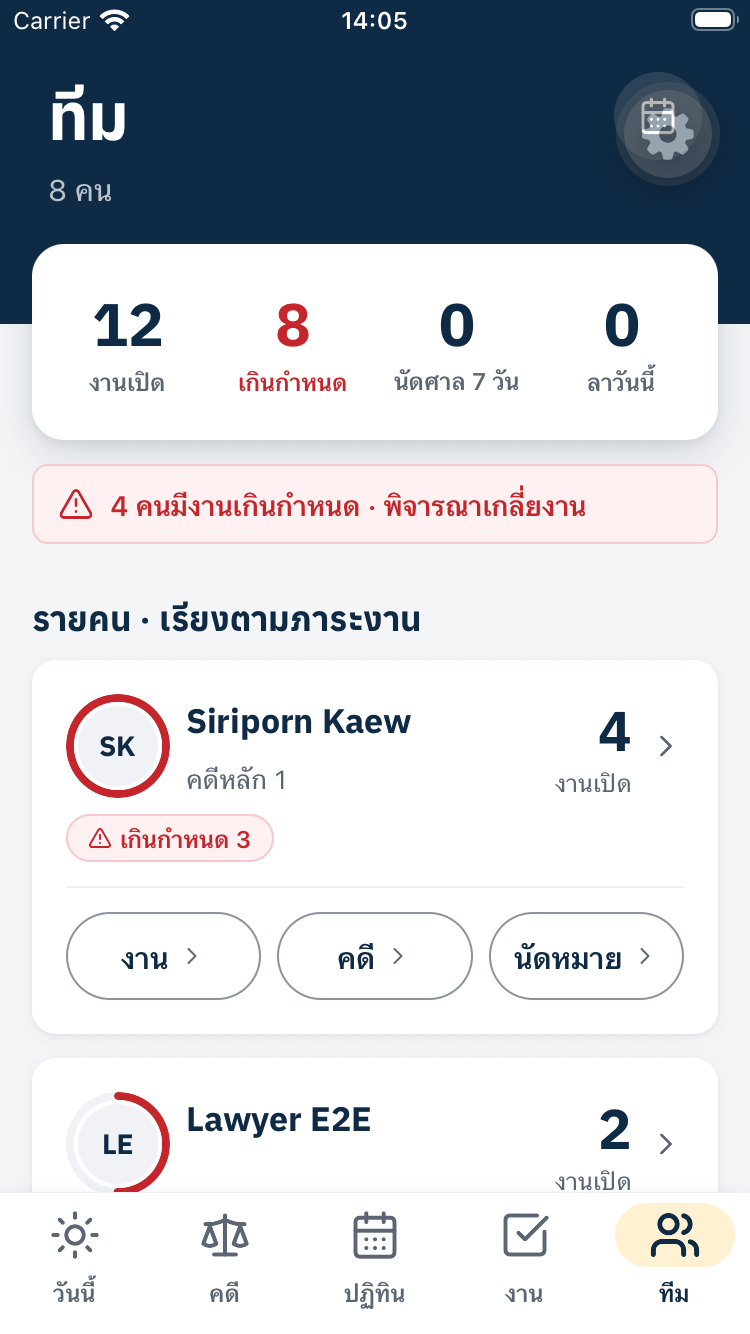 Carrier 14:05
ทีม
8 คน
12 8 0 0
งานเปิด เกินกำหนด นัดศาล 7 วัน ลาวันนี้
4 คนมีงานเกินกำหนด · พิจารณาเกลี่ยงาน
รายคน · เรียงตามภาระงาน
SK Siriporn Kaew 4
คดีหลัก 1 งานเปิด
เกินกำหนด 3
งาน คดี นัดหมาย
LE Lawyer E2E 2
งานเปิด
วันนี้ คดี ปฏิทิน งาน ทีม